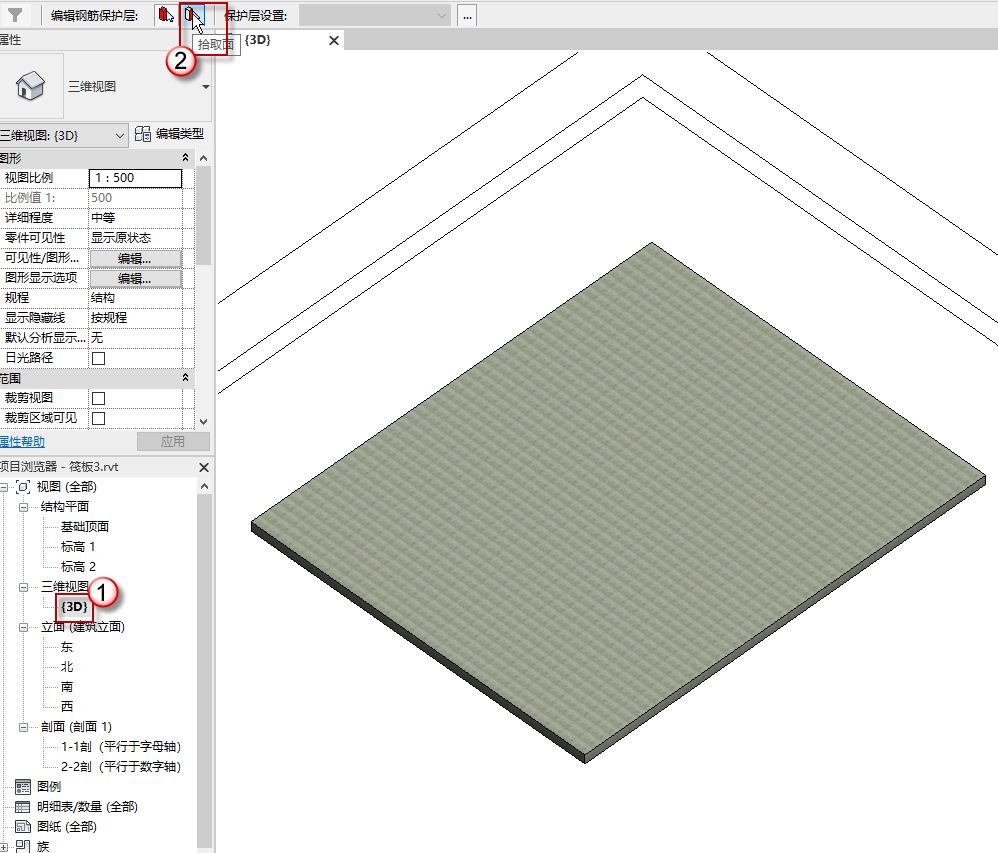 编辑钢筋保护层:
保护层设置:
...
拾取面
2
{3D}
属性
三维视图
三维视图: {3D}
编辑类型
图形
视图比例 1 : 500
比例值 1: 500
详细程度 中等
零件可见性 显示原状态
可见性/图形... 编辑...
图形显示选项 编辑...
规程 结构
显示隐藏线 按规程
默认分析显示... 无
日光路径
范围
裁剪视图
裁剪区域可见
属性帮助
应用
项目浏览器 - 筏板3.rvt
视图 (全部)
结构平面
基础顶面
标高 1
标高 2
三维视图
1
{3D}
立面 (建筑立面)
东
北
南
西
剖面 (剖面 1)
1-1剖（平行于字母轴）
2-2剖（平行于数字轴）
图例
明细表/数量 (全部)
图纸 (全部)
族